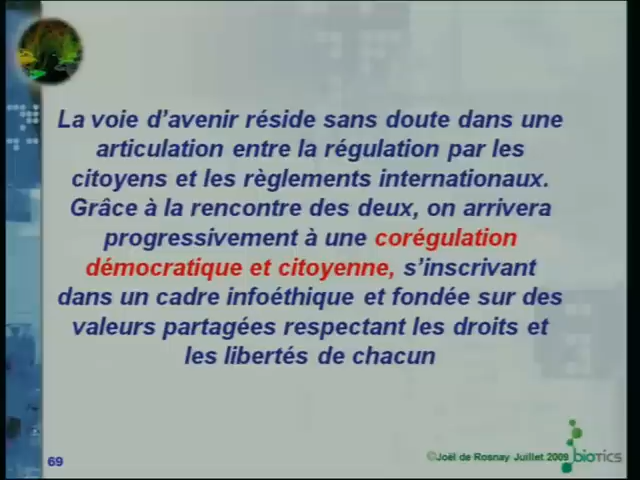 La voie d'avenir réside sans doute dans une
articulation entre la régulation par les
citoyens et les règlements internationaux.
Grâce à la rencontre des deux, on arrivera
progressivement à une corégulation
démocratique et citoyenne, s'inscrivant
dans un cadre infoéthique et fondée sur des
valeurs partagées respectant les droits et
les libertés de chacun
69
©Joël de Rosnay Juillet 2009
BIOTICS